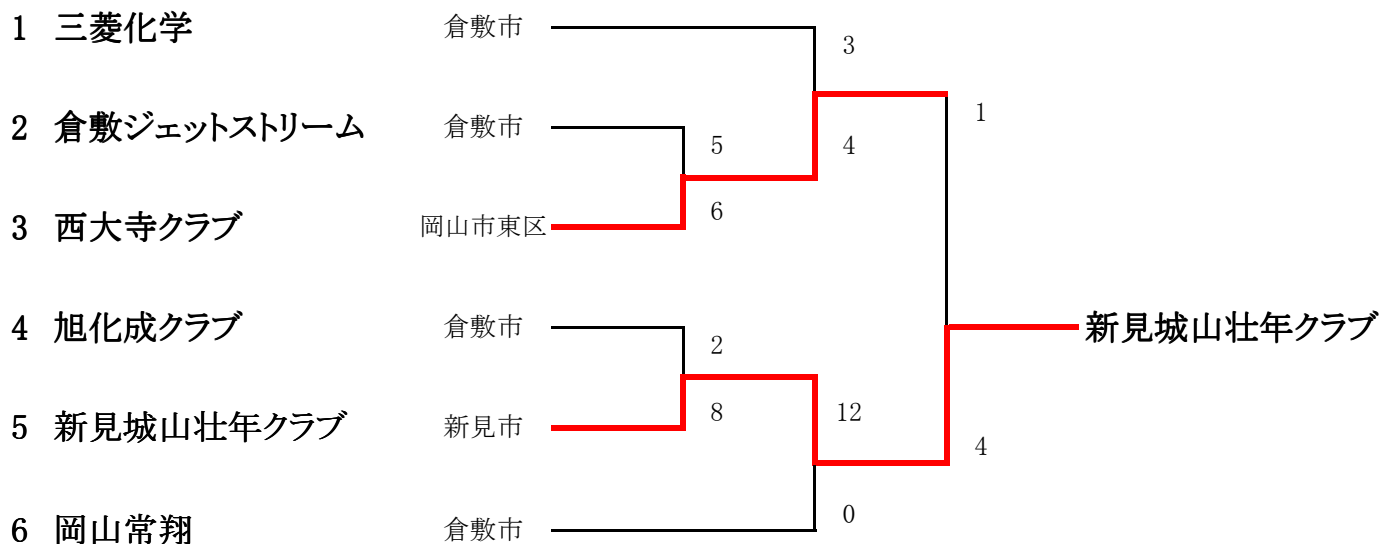 1 三菱化学 倉敷市
3
1
2 倉敷ジェットストリーム 倉敷市
5 4
6
3 西大寺クラブ 岡山市東区
4 旭化成クラブ 倉敷市
新見城山壮年クラブ
2
5 新見城山壮年クラブ 新見市
8 12
4
6 岡山常翔 倉敷市
0